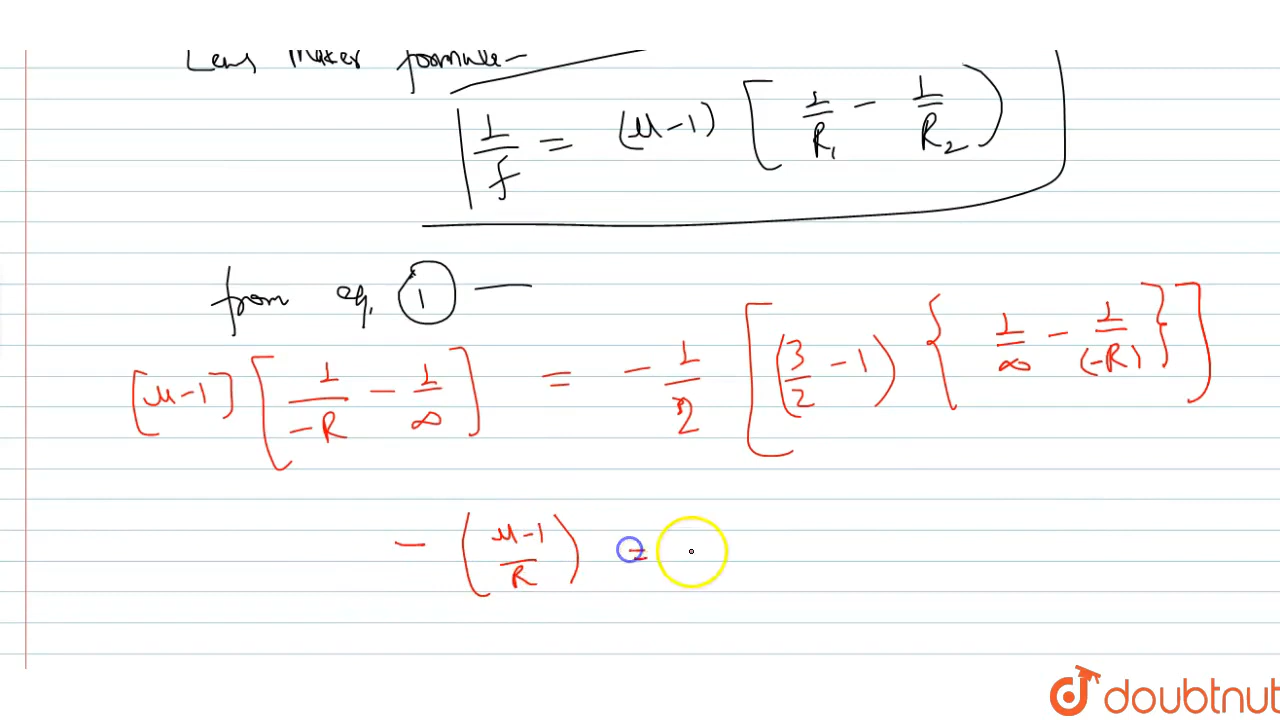 Lens Maker formula-
1/f = (μ-1) [ 1/R₁ - 1/R₂ )
from eq. 1 —
[μ-1] [ 1/-R - 1/∞ ] = - 1/2 [ (3/2 - 1) { 1/∞ - 1/(-R) } ]
- ( μ-1/R ) =
doubtnut